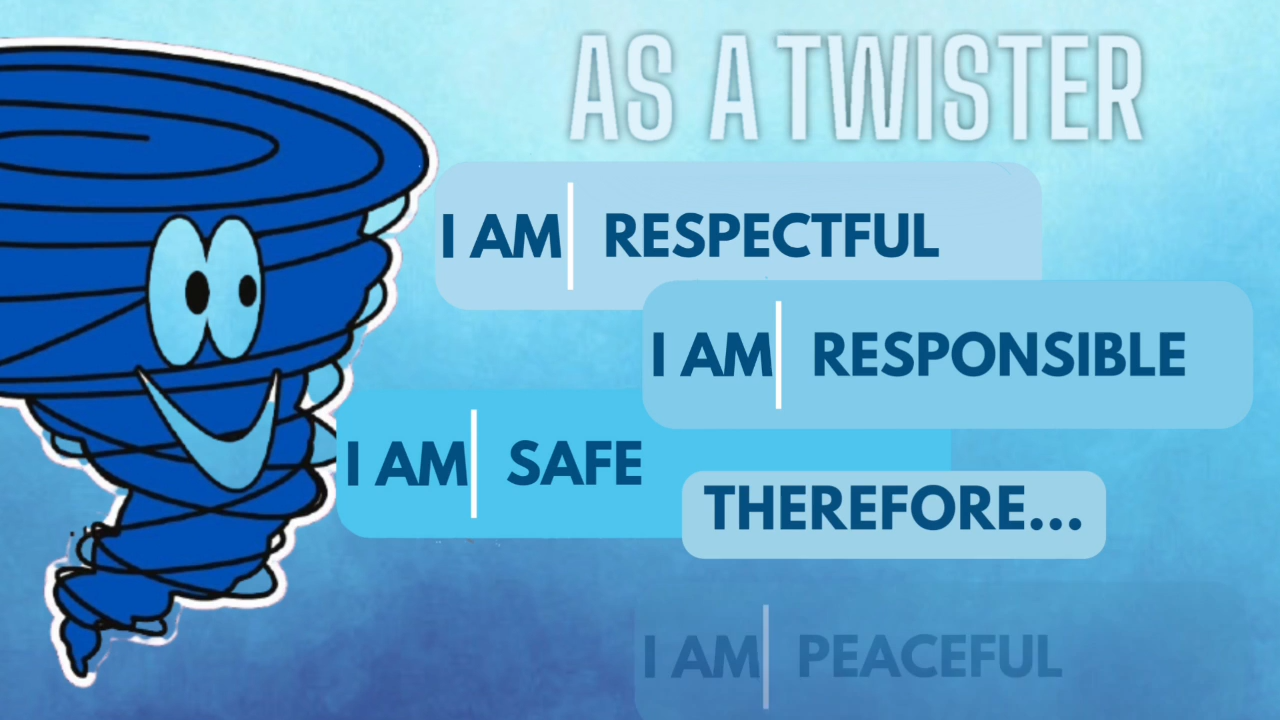 AS A TWISTER
I AM RESPECTFUL
I AM RESPONSIBLE
I AM SAFE
THEREFORE...
I AM PEACEFUL